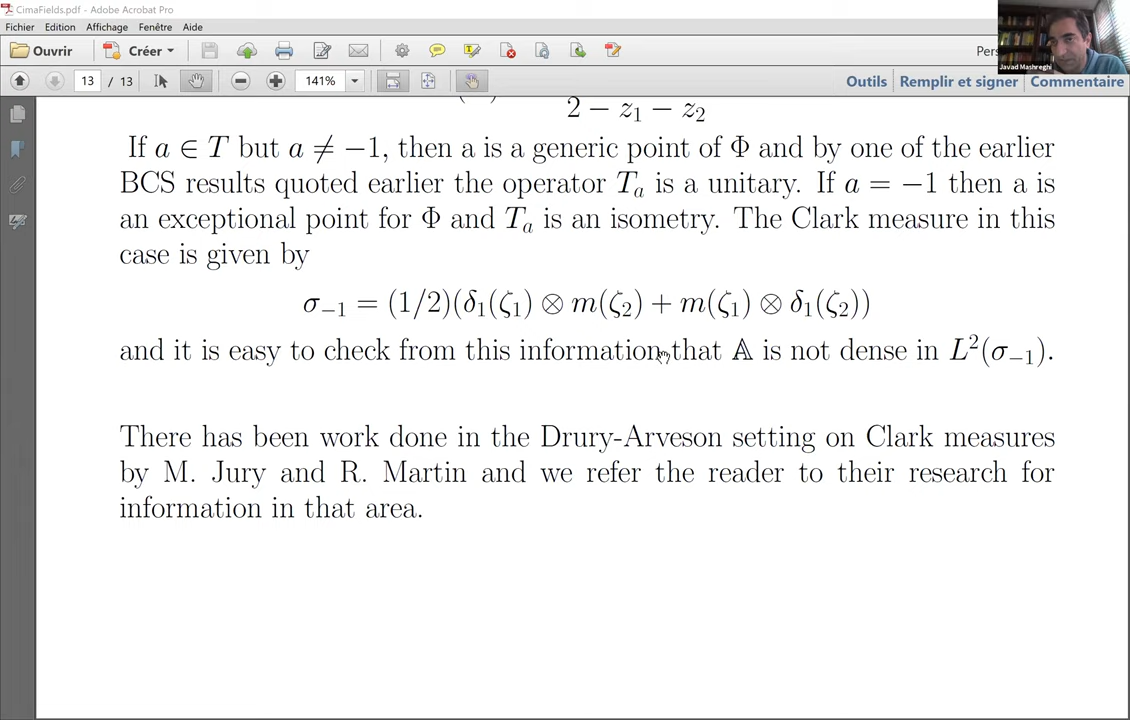 CimaFields.pdf - Adobe Acrobat Pro
Fichier Edition Affichage Fenêtre Aide
Ouvrir Créer
13 / 13 141%
Outils Remplir et signer Commentaire
Javad Mashreghi
2 − z₁ − z₂
If a ∈ T but a ≠ −1, then a is a generic point of Φ and by one of the earlier
BCS results quoted earlier the operator Tₐ is a unitary. If a = −1 then a is
an exceptional point for Φ and Tₐ is an isometry. The Clark measure in this
case is given by
σ₋₁ = (1/2)(δ₁(ζ₁) ⊗ m(ζ₂) + m(ζ₁) ⊗ δ₁(ζ₂))
and it is easy to check from this information that 𝔸 is not dense in L²(σ₋₁).
There has been work done in the Drury-Arveson setting on Clark measures
by M. Jury and R. Martin and we refer the reader to their research for
information in that area.